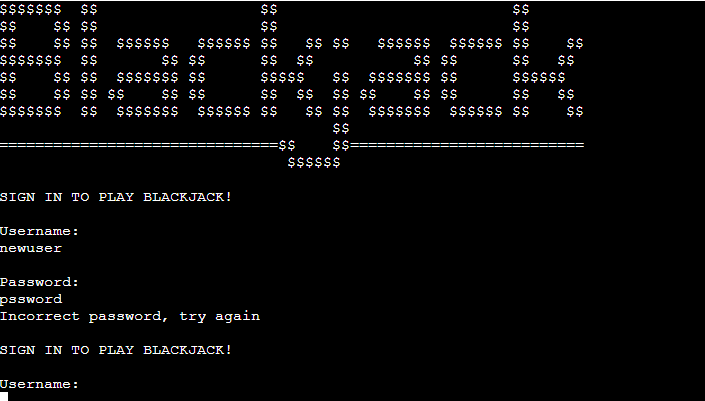 Blackjack
SIGN IN TO PLAY BLACKJACK!
Username:
newuser
Password:
pssword
Incorrect password, try again
SIGN IN TO PLAY BLACKJACK!
Username: